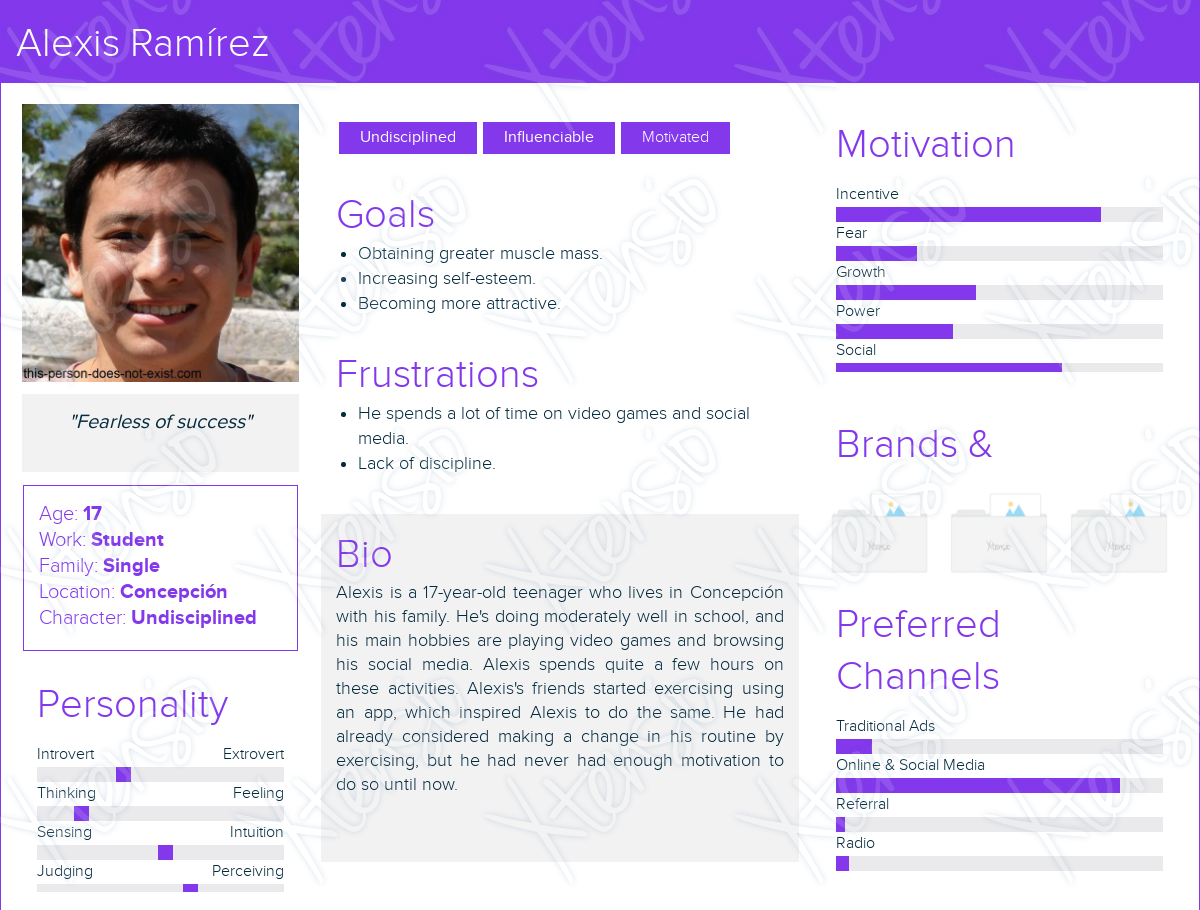 Alexis Ramírez
this-person-does-not-exist.com
"Fearless of success"
Age: 17
Work: Student
Family: Single
Location: Concepción
Character: Undisciplined
Personality
Introvert Extrovert
Thinking Feeling
Sensing Intuition
Judging Perceiving
Undisciplined Influenciable Motivated
Goals
• Obtaining greater muscle mass.
• Increasing self-esteem.
• Becoming more attractive.
Frustrations
• He spends a lot of time on video games and social
media.
• Lack of discipline.
Bio
Alexis is a 17-year-old teenager who lives in Concepción
with his family. He's doing moderately well in school, and
his main hobbies are playing video games and browsing
his social media. Alexis spends quite a few hours on
these activities. Alexis's friends started exercising using
an app, which inspired Alexis to do the same. He had
already considered making a change in his routine by
exercising, but he had never had enough motivation to
do so until now.
Motivation
Incentive
Fear
Growth
Power
Social
Brands &
Xtensio Xtensio Xtensio
Preferred
Channels
Traditional Ads
Online & Social Media
Referral
Radio
Xtensio